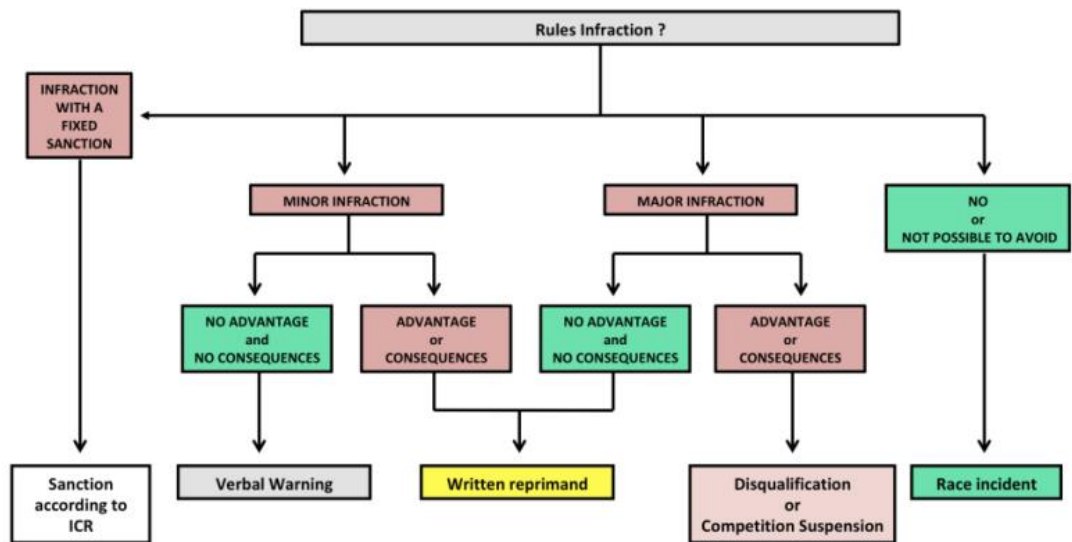 Rules Infraction ?
INFRACTION
WITH A
FIXED
SANCTION
MINOR INFRACTION
MAJOR INFRACTION
NO
or
NOT POSSIBLE TO AVOID
NO ADVANTAGE
and
NO CONSEQUENCES
ADVANTAGE
or
CONSEQUENCES
NO ADVANTAGE
and
NO CONSEQUENCES
ADVANTAGE
or
CONSEQUENCES
Sanction
according to
ICR
Verbal Warning
Written reprimand
Disqualification
or
Competition Suspension
Race incident